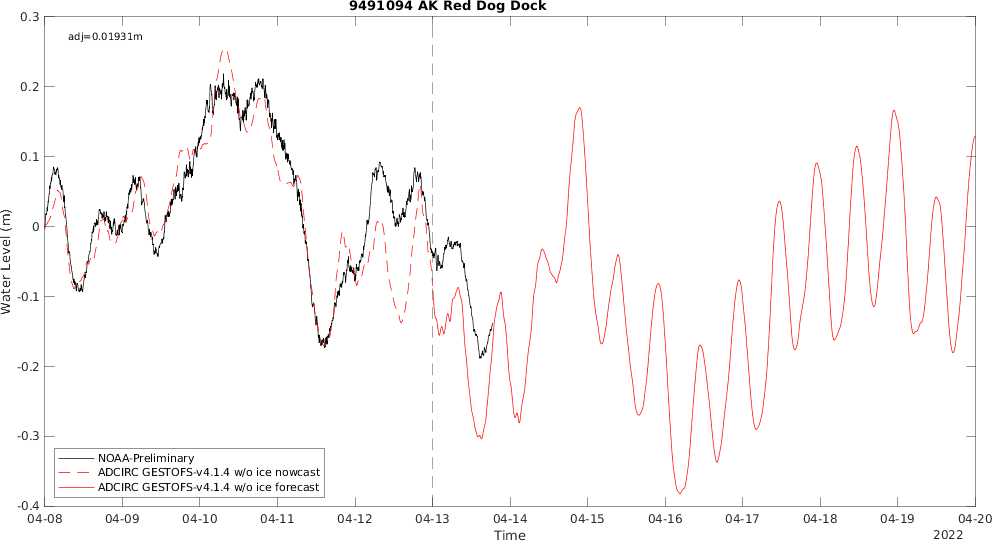 9491094 AK Red Dog Dock
adj=0.01931m
0.3
0.2
0.1
0
-0.1
-0.2
-0.3
-0.4
Water Level (m)
NOAA-Preliminary
ADCIRC GESTOFS-v4.1.4 w/o ice nowcast
ADCIRC GESTOFS-v4.1.4 w/o ice forecast
04-08 04-09 04-10 04-11 04-12 04-13 04-14 04-15 04-16 04-17 04-18 04-19 04-20
Time
2022